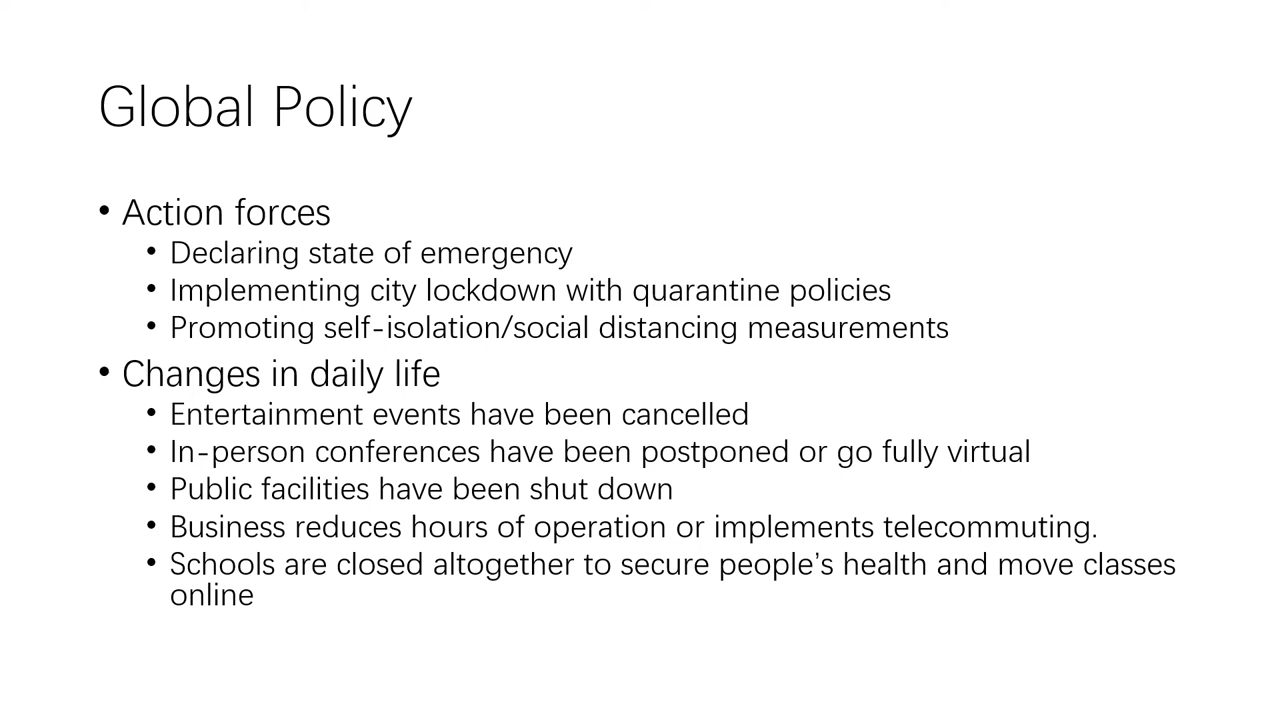 Global Policy
• Action forces
• Declaring state of emergency
• Implementing city lockdown with quarantine policies
• Promoting self-isolation/social distancing measurements
• Changes in daily life
• Entertainment events have been cancelled
• In-person conferences have been postponed or go fully virtual
• Public facilities have been shut down
• Business reduces hours of operation or implements telecommuting.
• Schools are closed altogether to secure people’s health and move classes
online